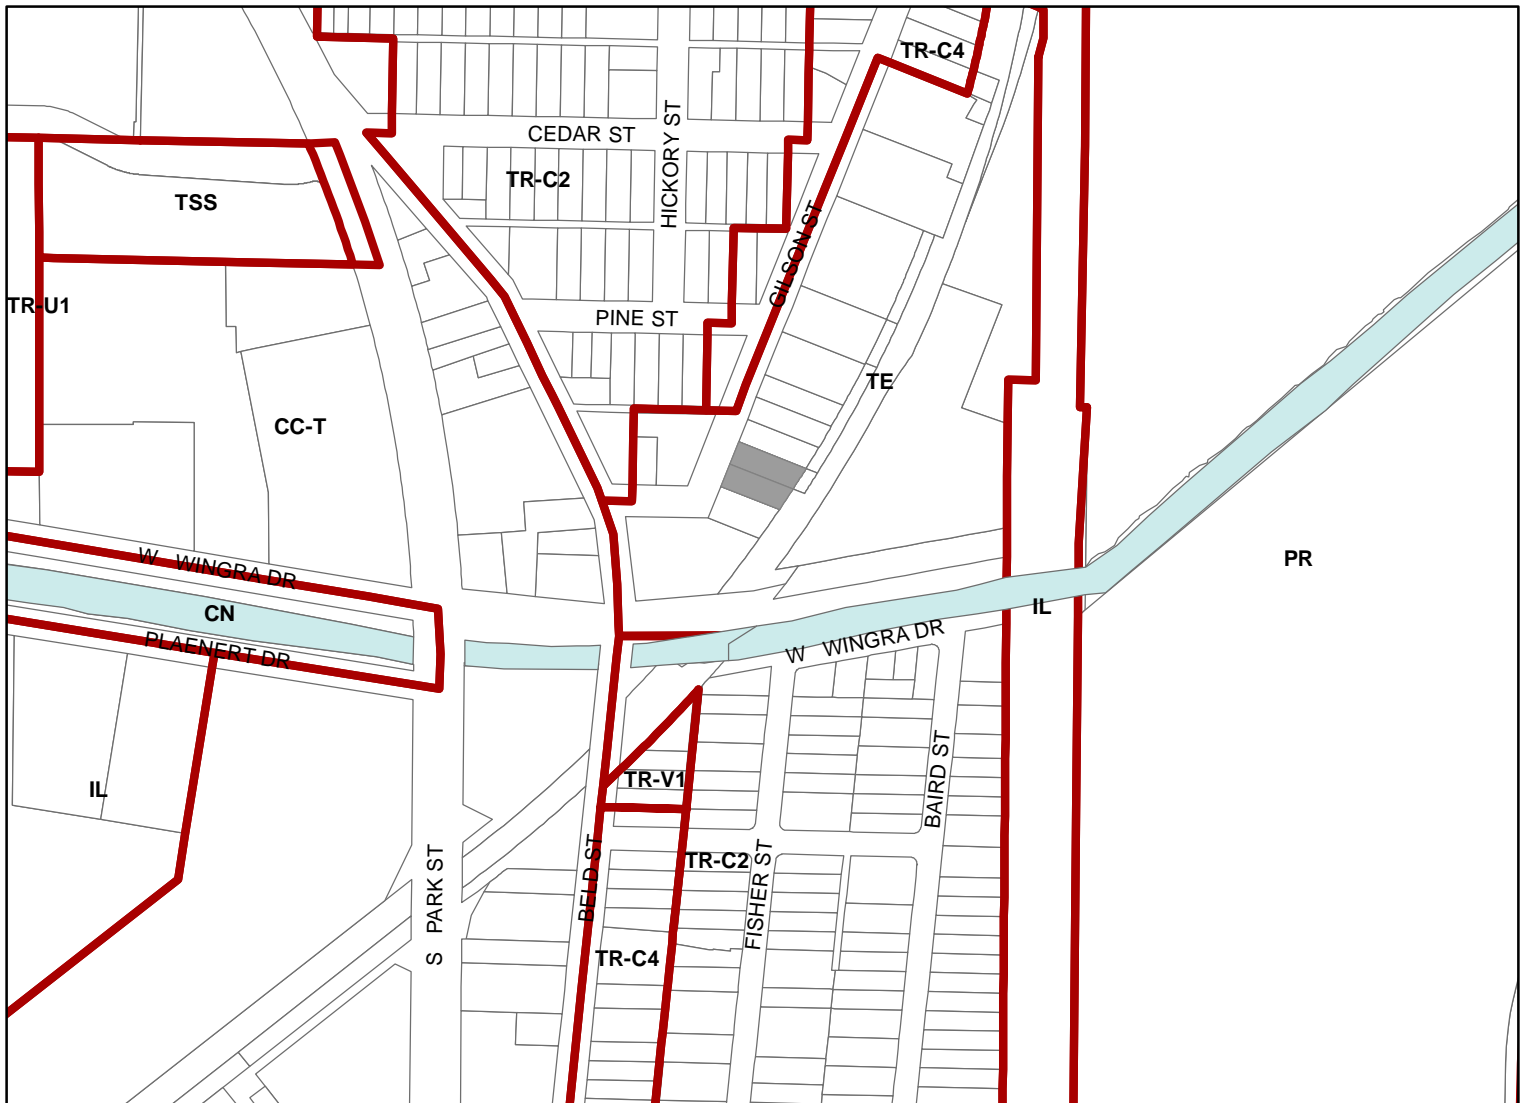 TR-C4
CEDAR ST
HICKORY ST
TR-C2
TSS
GILSON ST
TR-U1
PINE ST
TE
CC-T
W WINGRA DR
PR
CN
IL
PLAENERT DR
W WINGRA DR
TR-V1
BAIRD ST
IL
TR-C2
BELD ST
FISHER ST
S PARK ST
TR-C4